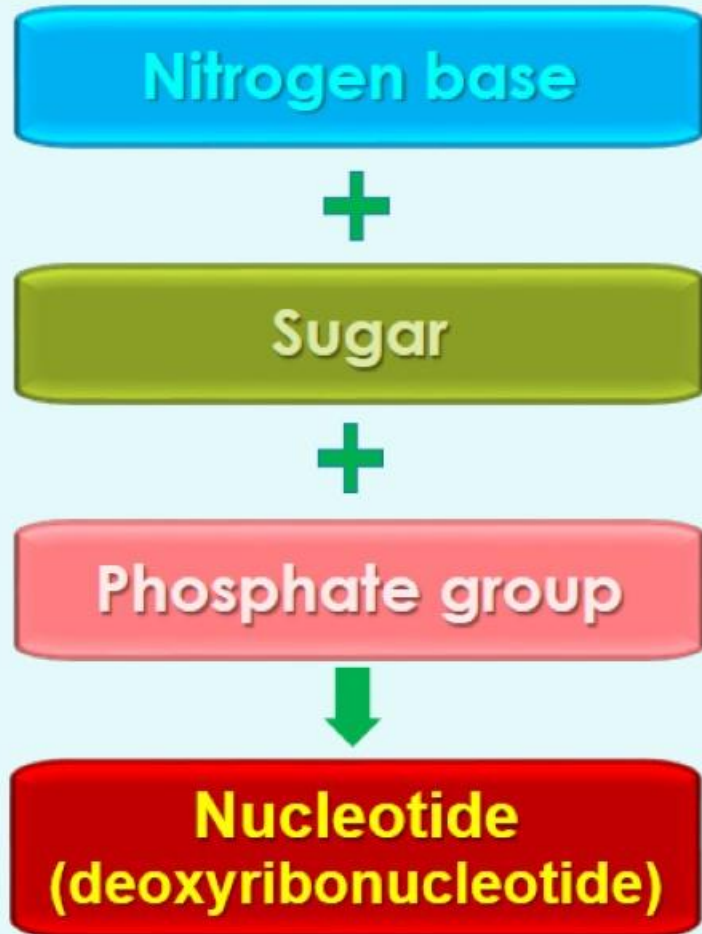 Nitrogen base
+
Sugar
+
Phosphate group
Nucleotide
(deoxyribonucleotide)